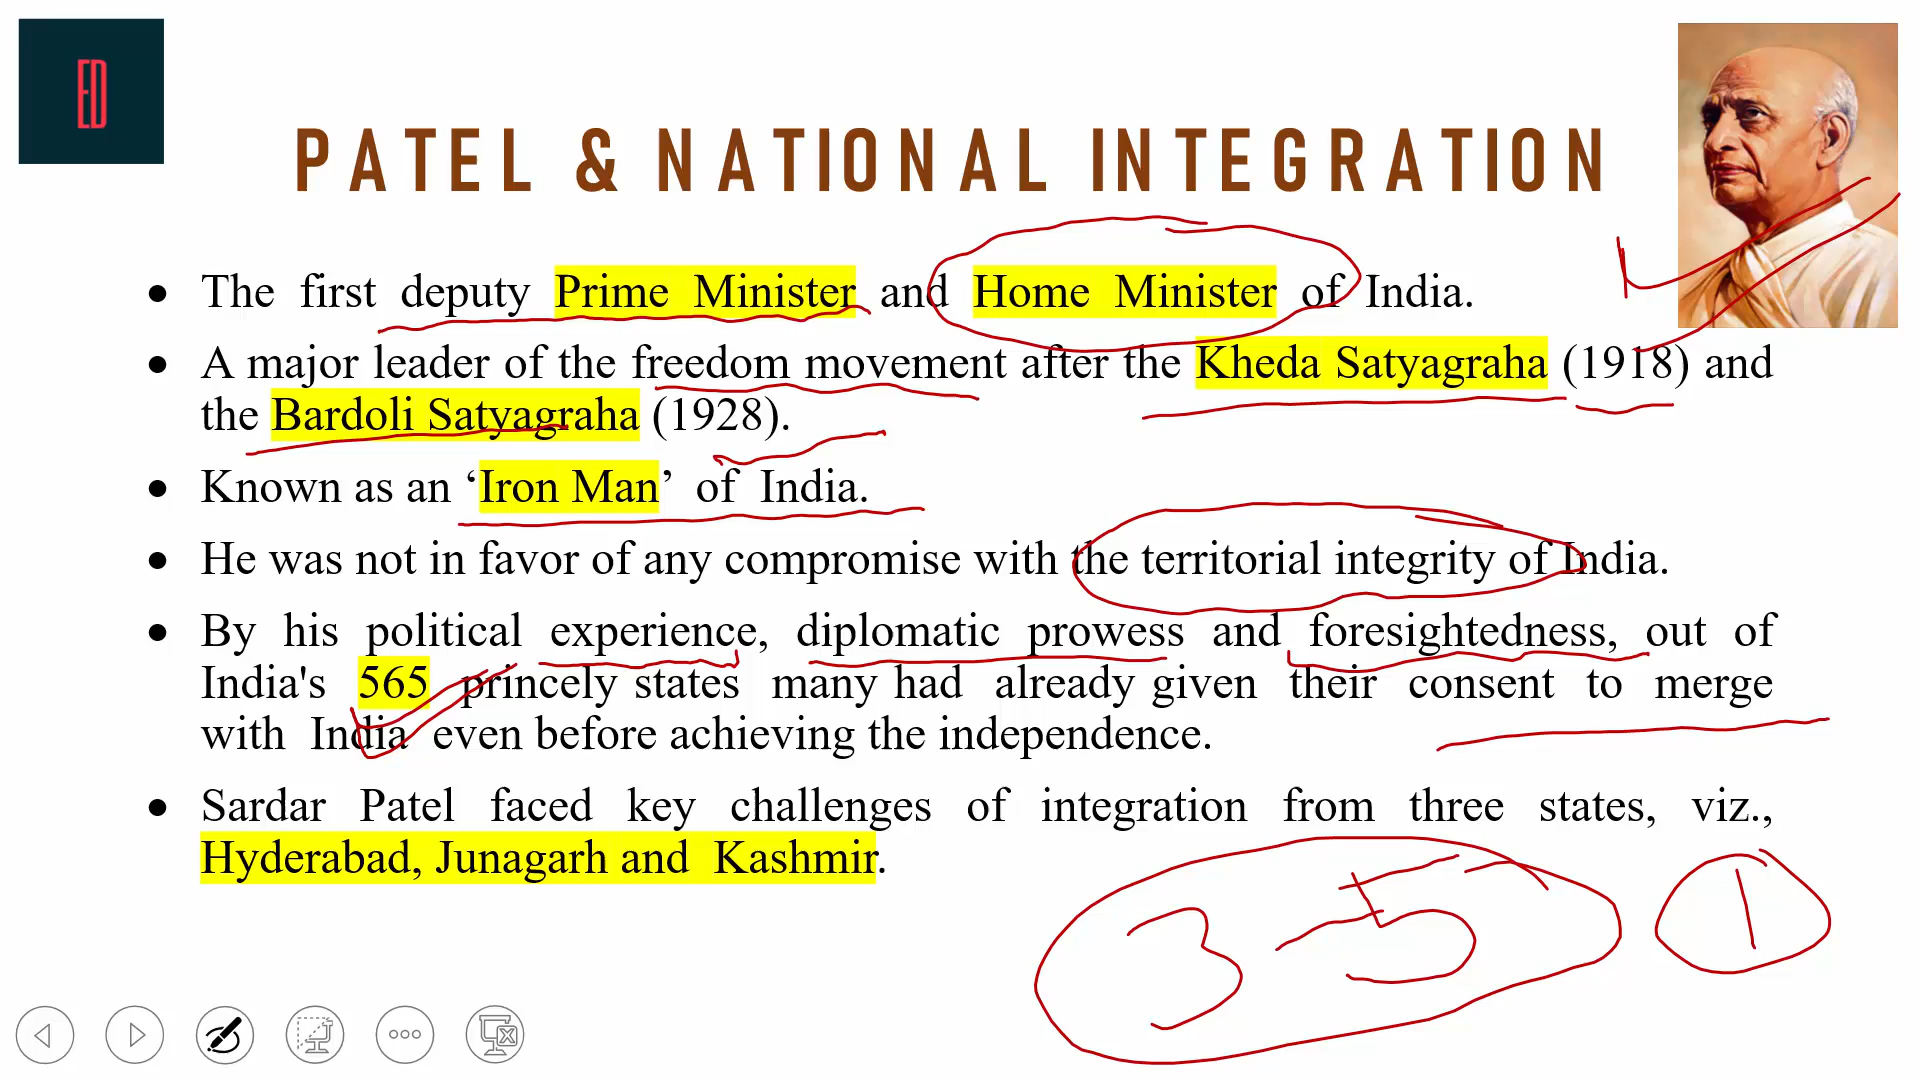 ED
PATEL & NATIONAL INTEGRATION
• The first deputy Prime Minister and Home Minister of India.
• A major leader of the freedom movement after the Kheda Satyagraha (1918) and
the Bardoli Satyagraha (1928).
• Known as an ‘Iron Man’ of India.
• He was not in favor of any compromise with the territorial integrity of India.
• By his political experience, diplomatic prowess and foresightedness, out of
India's 565 princely states many had already given their consent to merge
with India even before achieving the independence.
• Sardar Patel faced key challenges of integration from three states, viz.,
Hyderabad, Junagarh and Kashmir.
3-5 1